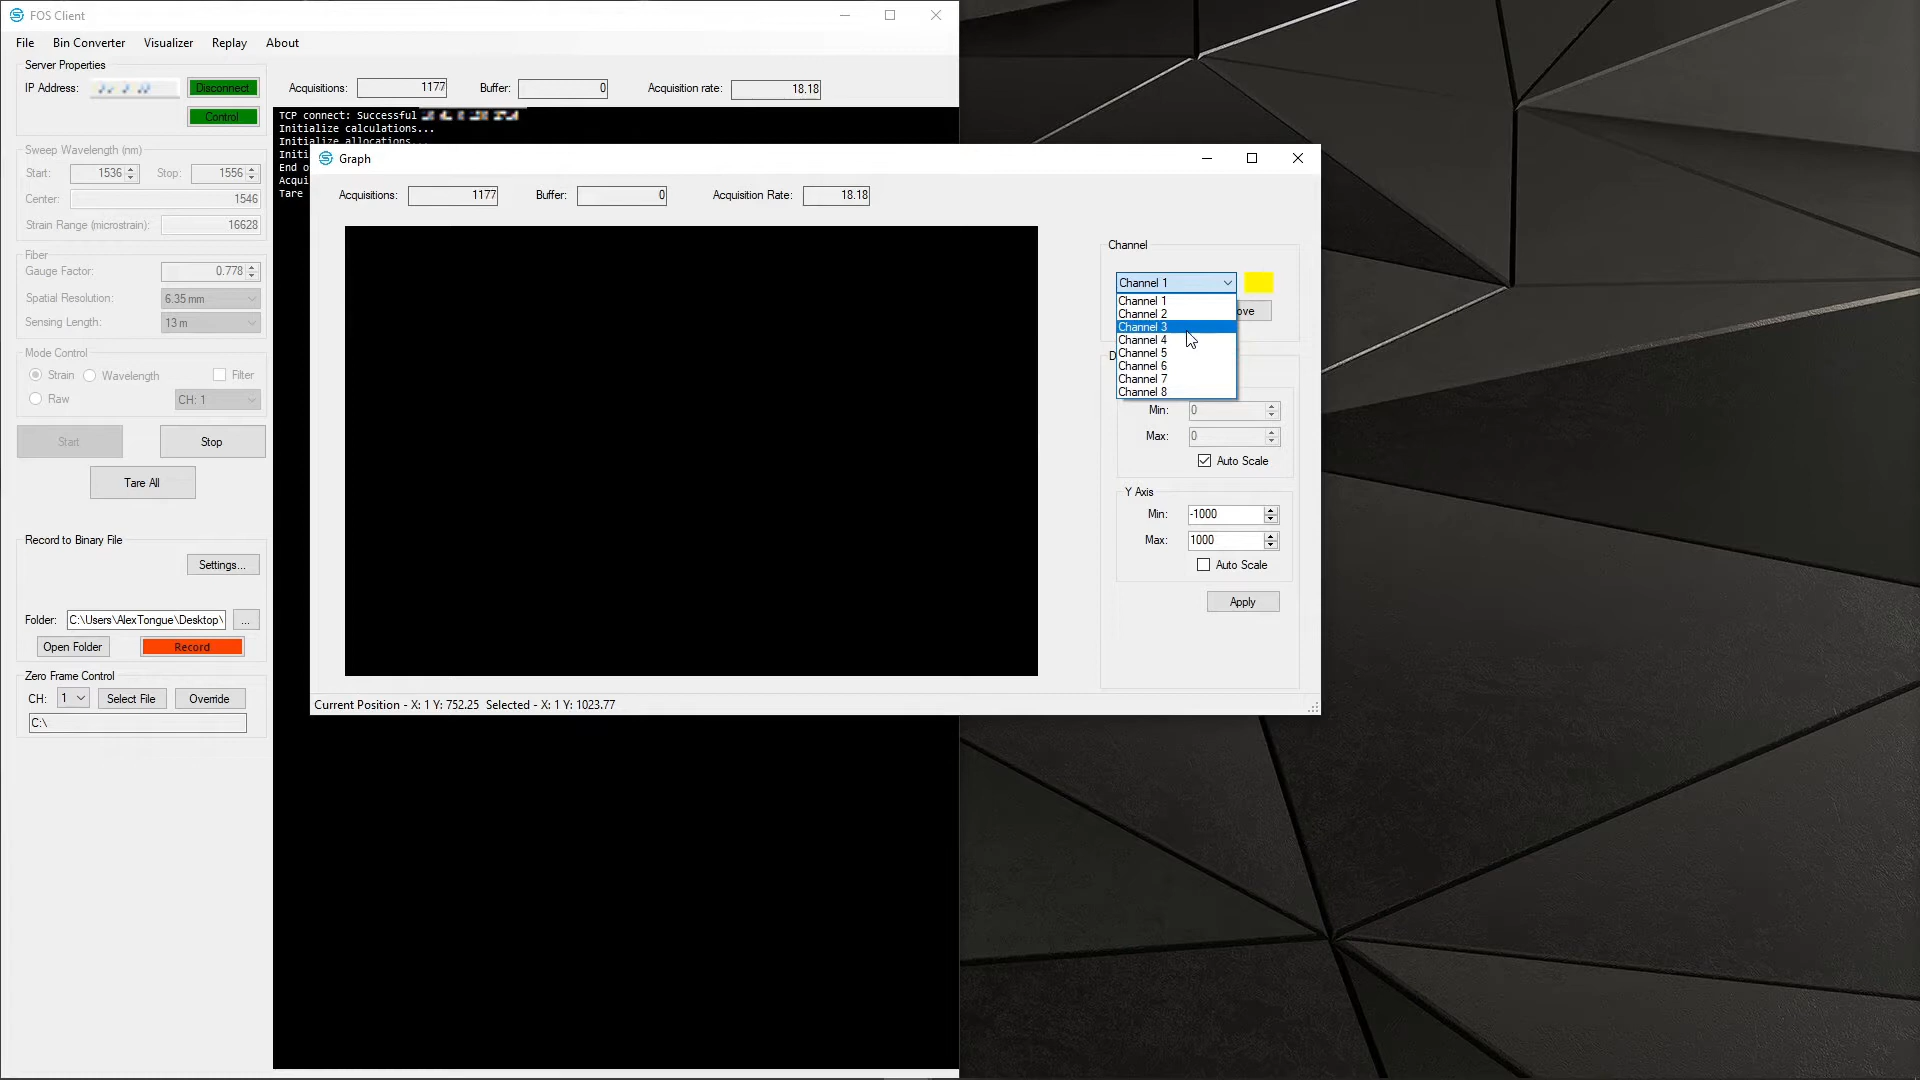 FOS Client
File Bin Converter Visualizer Replay About
Server Properties
IP Address: Disconnect
Control
Acquisitions: 1177 Buffer: 0 Acquisition rate: 18.18
TCP connect: Successful
Initialize calculations...
Initialize allocations...
Initi
End o
Acqui
Tare
Sweep Wavelength (nm)
Start: 1536 Stop: 1556
Center: 1546
Strain Range (microstrain): 16628
Fiber
Gauge Factor: 0.778
Spatial Resolution: 6.35 mm
Sensing Length: 13 m
Mode Control
Strain Wavelength Filter
Raw CH: 1
Start Stop
Tare All
Record to Binary File
Settings...
Folder: C:\Users\AlexTongue\Desktop\ ...
Open Folder Record
Zero Frame Control
CH: 1 Select File Override
C:\
Graph
Acquisitions: 1177 Buffer: 0 Acquisition Rate: 18.18
Channel
Channel 1
Channel 1
Channel 2
Channel 3
Channel 4
Channel 5
Channel 6
Channel 7
Channel 8
ove
D
Min: 0
Max: 0
Auto Scale
Y Axis
Min: -1000
Max: 1000
Auto Scale
Apply
Current Position - X: 1 Y: 752.25 Selected - X: 1 Y: 1023.77